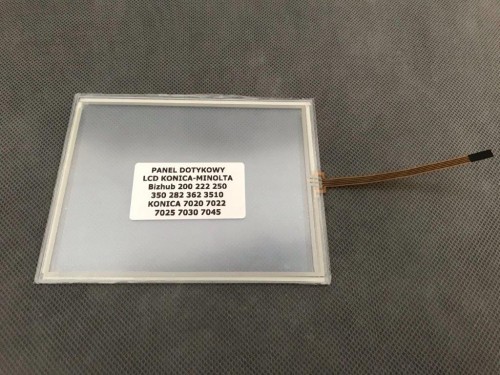 PANEL DOTYKOWY
LCD KONICA-MINOLTA
Bizhub 200 222 250
350 282 362 3510
KONICA 7020 7022
7025 7030 7045